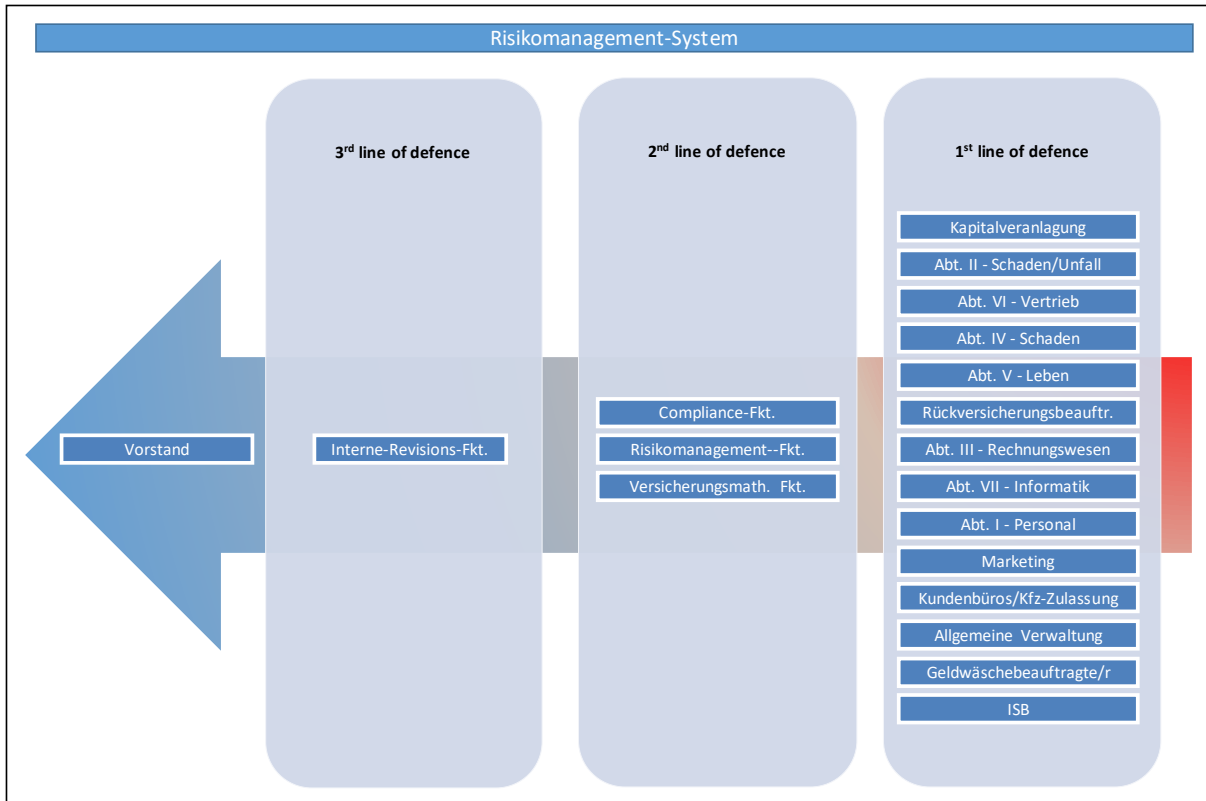 Risikomanagement-System
3rd line of defence
2nd line of defence
1st line of defence
Vorstand
Interne-Revisions-Fkt.
Compliance-Fkt.
Risikomanagement--Fkt.
Versicherungsmath. Fkt.
Kapitalveranlagung
Abt. II - Schaden/Unfall
Abt. VI - Vertrieb
Abt. IV - Schaden
Abt. V - Leben
Rückversicherungsbeauftr.
Abt. III - Rechnungswesen
Abt. VII - Informatik
Abt. I - Personal
Marketing
Kundenbüros/Kfz-Zulassung
Allgemeine Verwaltung
Geldwäschebeauftragte/r
ISB